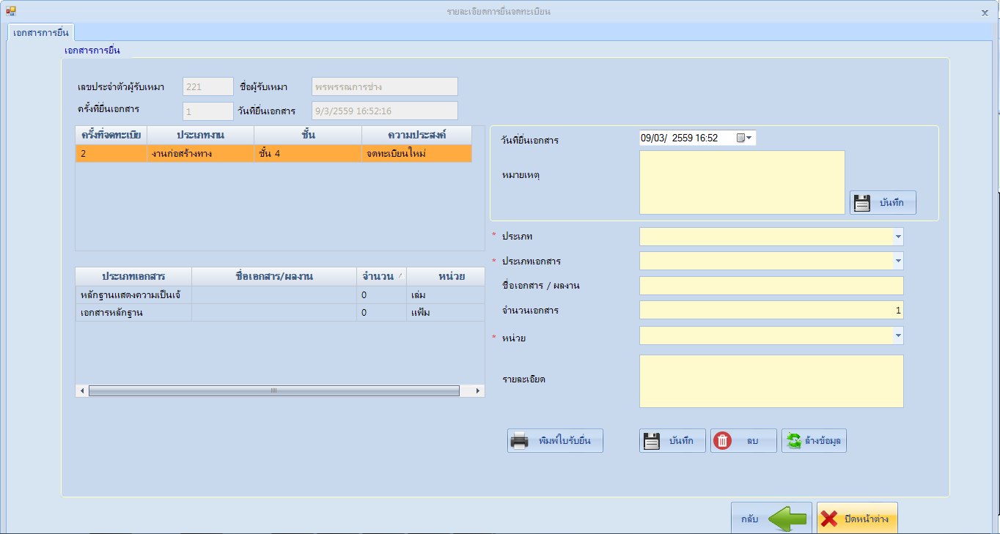 รายละเอียดการยื่นจดทะเบียน
x
เอกสารการยื่น
เอกสารการยื่น
เลขประจำตัวผู้รับเหมา 221 ชื่อผู้รับเหมา พรพรรณการช่าง
ครั้งที่ยื่นเอกสาร 1 วันที่ยื่นเอกสาร 9/3/2559 16:52:16
ครั้งที่จดทะเบีย ประเภทงาน ชั้น ความประสงค์
2 งานก่อสร้างทาง ชั้น 4 จดทะเบียนใหม่
วันที่ยื่นเอกสาร 09/03/ 2559 16:52
หมายเหตุ
บันทึก
* ประเภท
* ประเภทเอกสาร
ชื่อเอกสาร / ผลงาน
จำนวนเอกสาร 1
* หน่วย
รายละเอียด
ประเภทเอกสาร ชื่อเอกสาร/ผลงาน จำนวน หน่วย
หลักฐานแสดงความเป็นเจ้ 0 เล่ม
เอกสารหลักฐาน 0 แฟ้ม
พิมพ์ใบรับยื่น บันทึก ลบ ล้างข้อมูล
กลับ ปิดหน้าต่าง